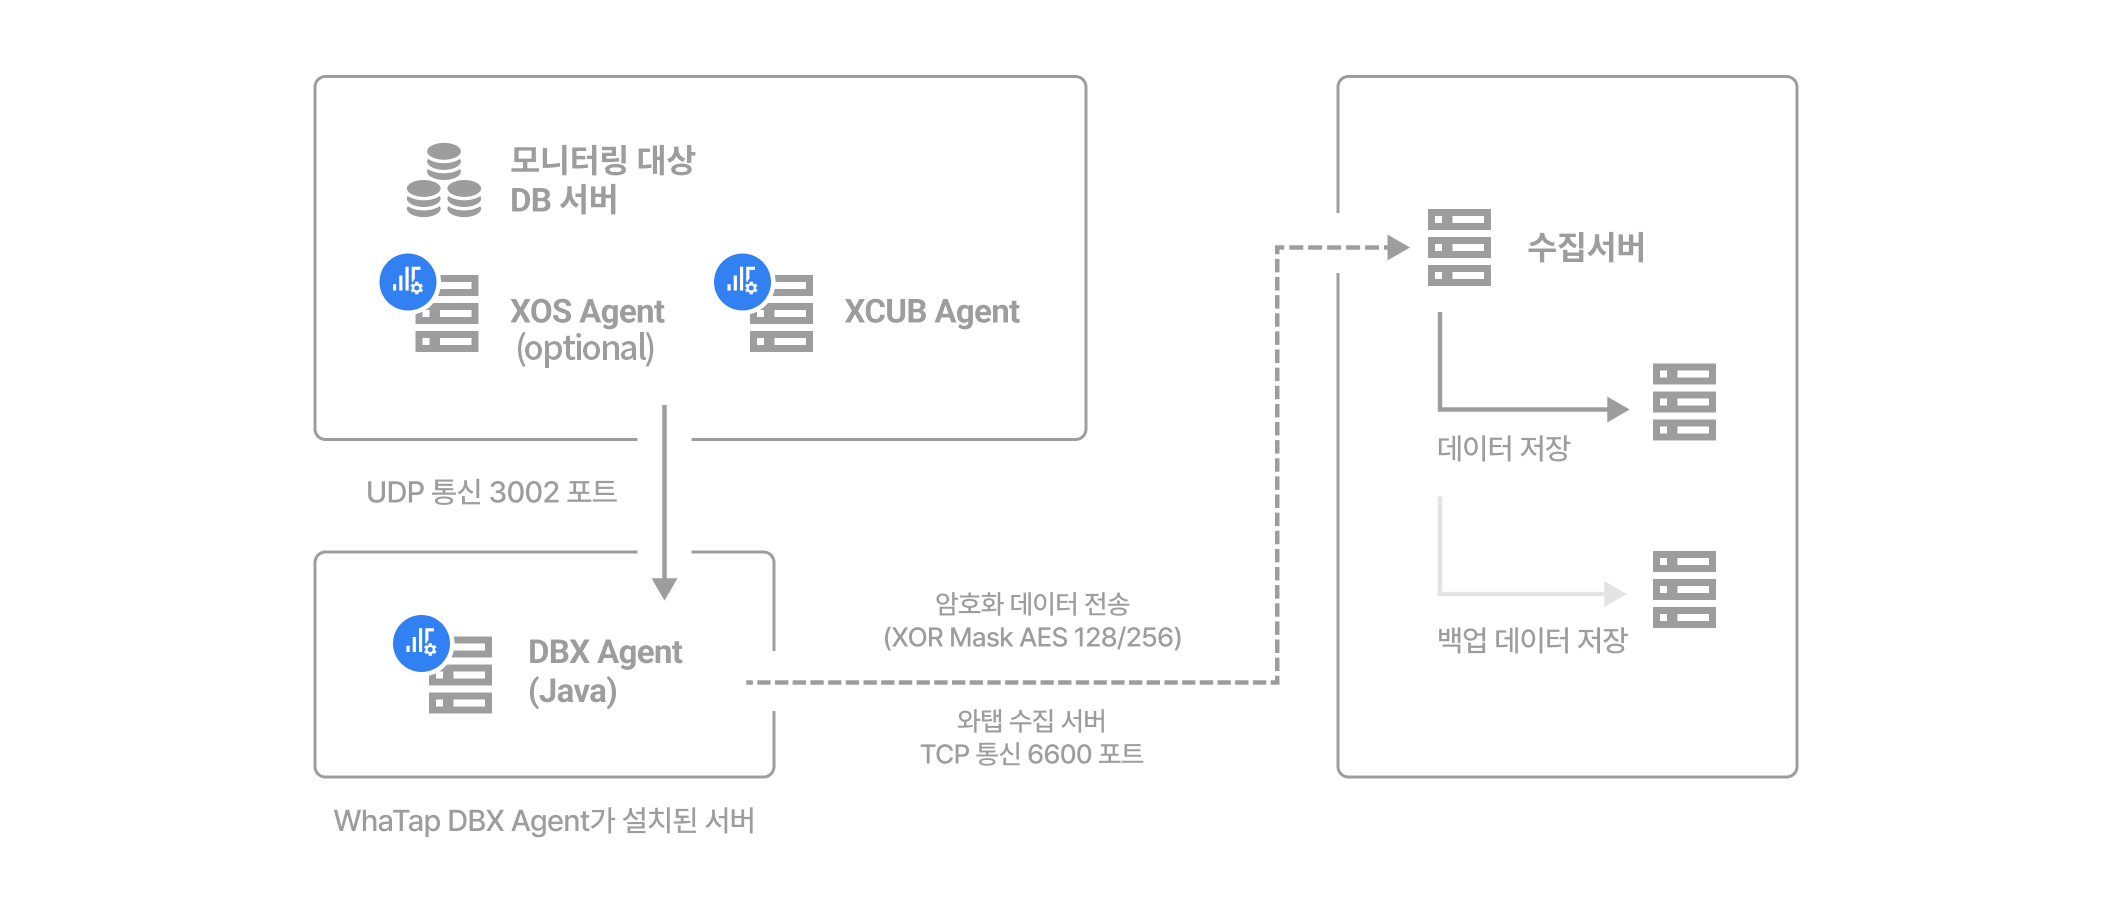 모니터링 대상
DB 서버
XOS Agent
(optional)
XCUB Agent
UDP 통신 3002 포트
DBX Agent
(Java)
WhaTap DBX Agent가 설치된 서버
암호화 데이터 전송
(XOR Mask AES 128/256)
와탭 수집 서버
TCP 통신 6600 포트
수집서버
데이터 저장
백업 데이터 저장